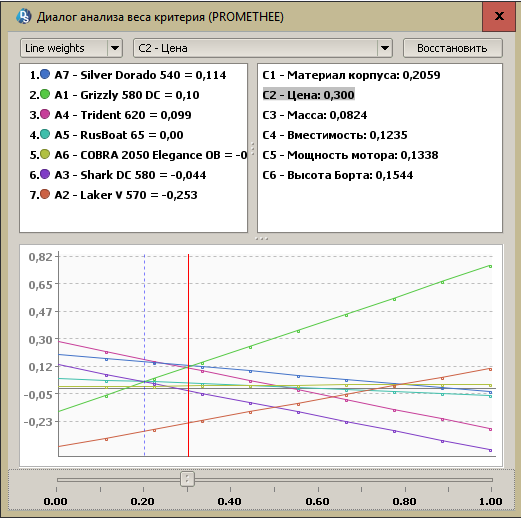 Диалог анализа веса критерия (PROMETHEE)
Line weights
C2 - Цена
Восстановить
1. A7 - Silver Dorado 540 = 0,114
2. A1 - Grizzly 580 DC = 0,10
3. A4 - Trident 620 = 0,099
4. A5 - RusBoat 65 = 0,00
5. A6 - COBRA 2050 Elegance OB = -0
6. A3 - Shark DC 580 = -0,044
7. A2 - Laker V 570 = -0,253
C1 - Материал корпуса: 0,2059
C2 - Цена: 0,300
C3 - Масса: 0,0824
C4 - Вместимость: 0,1235
C5 - Мощность мотора: 0,1338
C6 - Высота Борта: 0,1544
0,82
0,65
0,47
0,30
0,12
-0,05
-0,23
0.00 0.20 0.40 0.60 0.80 1.00